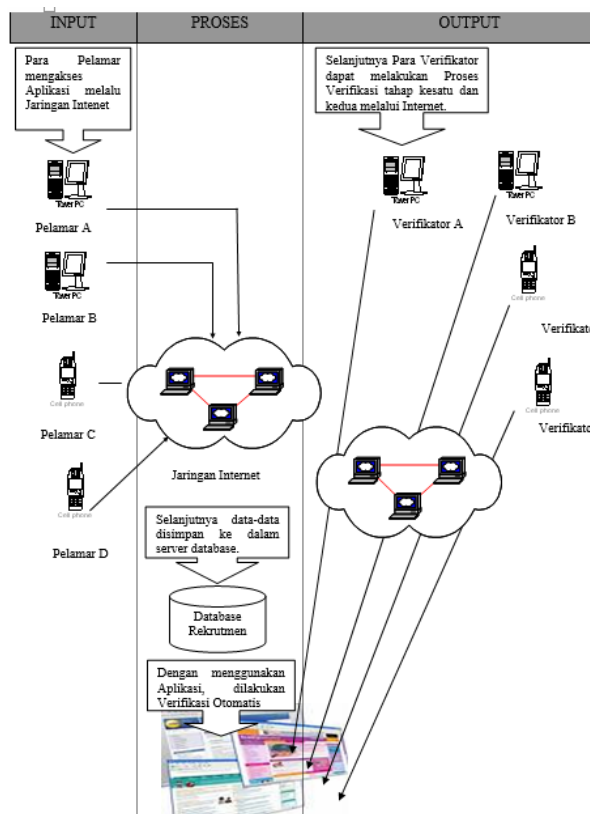 INPUT
PROSES
OUTPUT
Para Pelamar
mengakses
Aplikasi melalu
Jaringan Intenet
Selanjutnya Para Verifikator
dapat melakukan Proses
Verifikasi tahap kesatu dan
kedua melalui Internet.
Tower PC
Pelamar A
Tower PC
Pelamar B
Cell phone
Pelamar C
Cell phone
Pelamar D
Tower PC
Verifikator A
Tower PC
Verifikator B
Cell phone
Verifikato
Cell phone
Verifikato
Jaringan Internet
Selanjutnya data-data
disimpan ke dalam
server database.
Database
Rekrutmen
Dengan menggunakan
Aplikasi, dilakukan
Verifikasi Otomatis